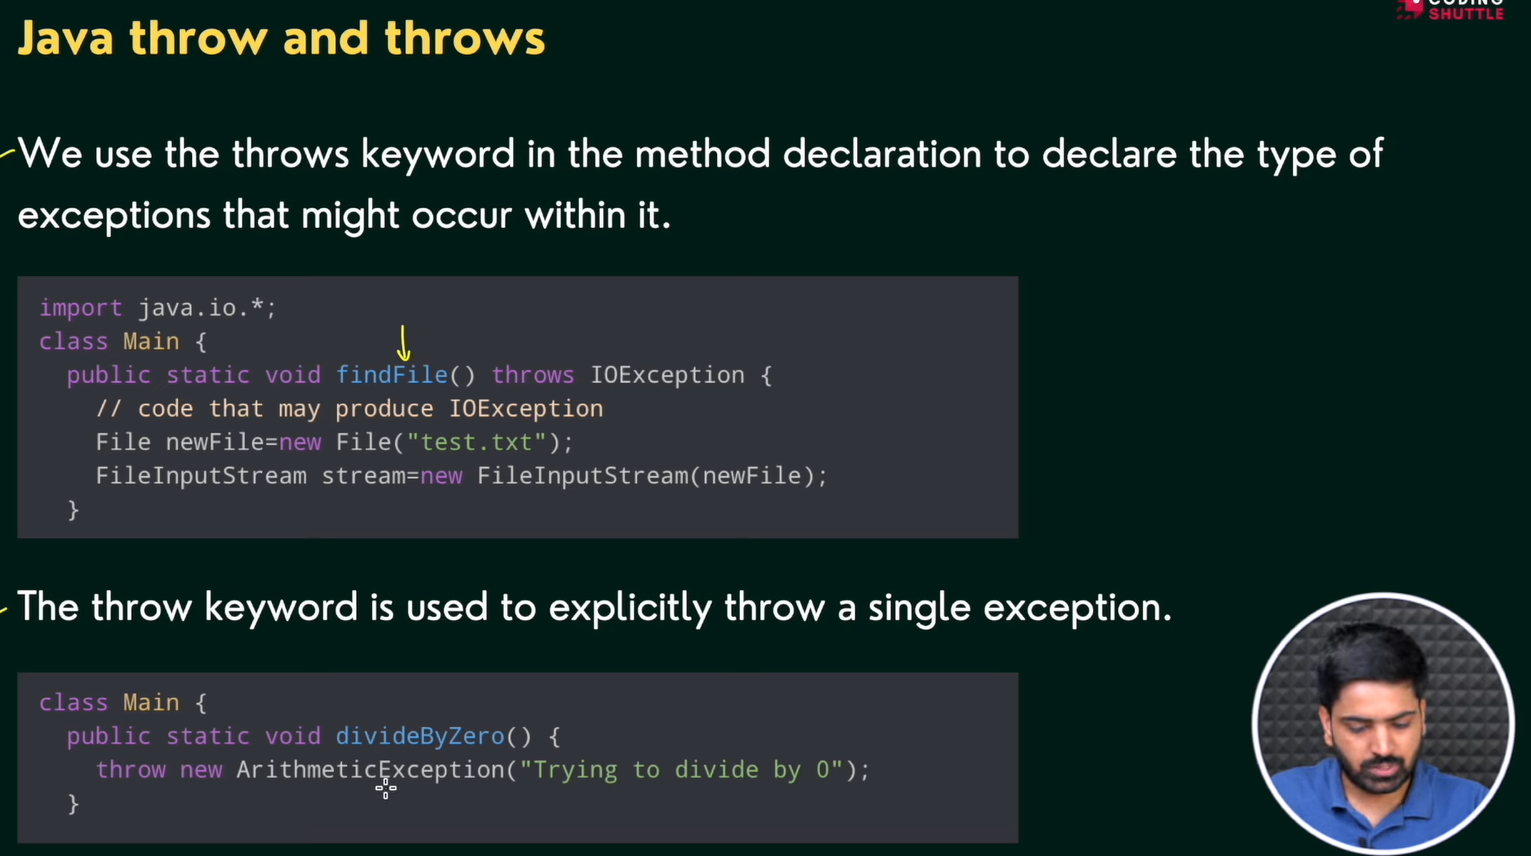 CODING
SHUTTLE
Java throw and throws
We use the throws keyword in the method declaration to declare the type of
exceptions that might occur within it.
import java.io.*;
class Main {
public static void findFile() throws IOException {
// code that may produce IOException
File newFile=new File("test.txt");
FileInputStream stream=new FileInputStream(newFile);
}
The throw keyword is used to explicitly throw a single exception.
class Main {
public static void divideByZero() {
throw new ArithmeticException("Trying to divide by 0");
}